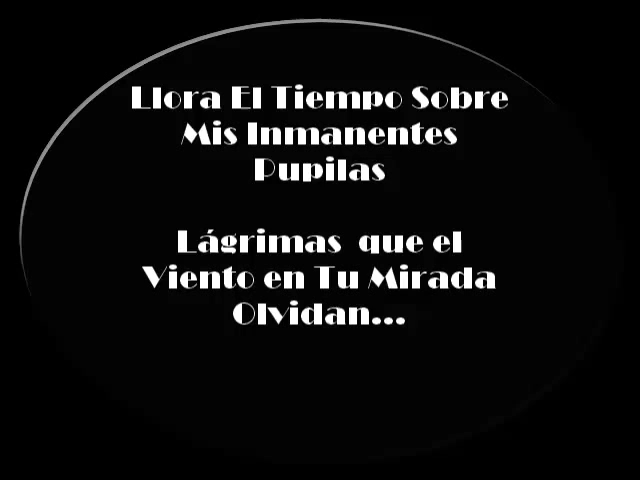 Llora El Tiempo Sobre
Mis Inmanentes
Pupilas
Lágrimas que el
Viento en Tu Mirada
Olvidan...